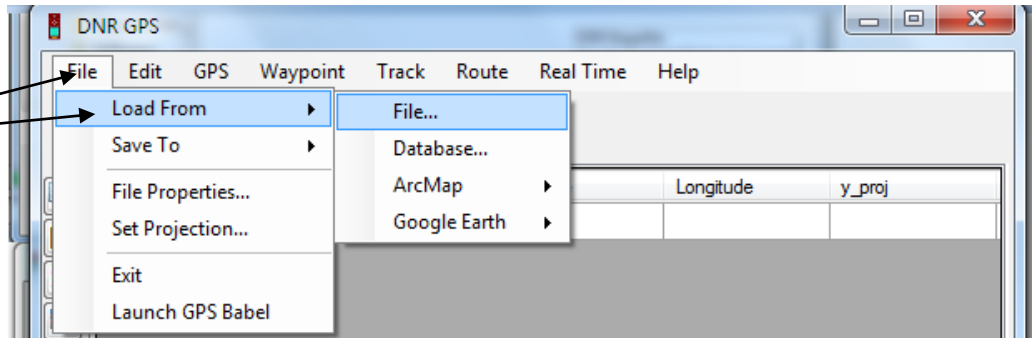 DNR GPS
File Edit GPS Waypoint Track Route Real Time Help
Load From
Save To
File Properties...
Set Projection...
Exit
Launch GPS Babel
File...
Database...
ArcMap
Google Earth
Longitude y_proj